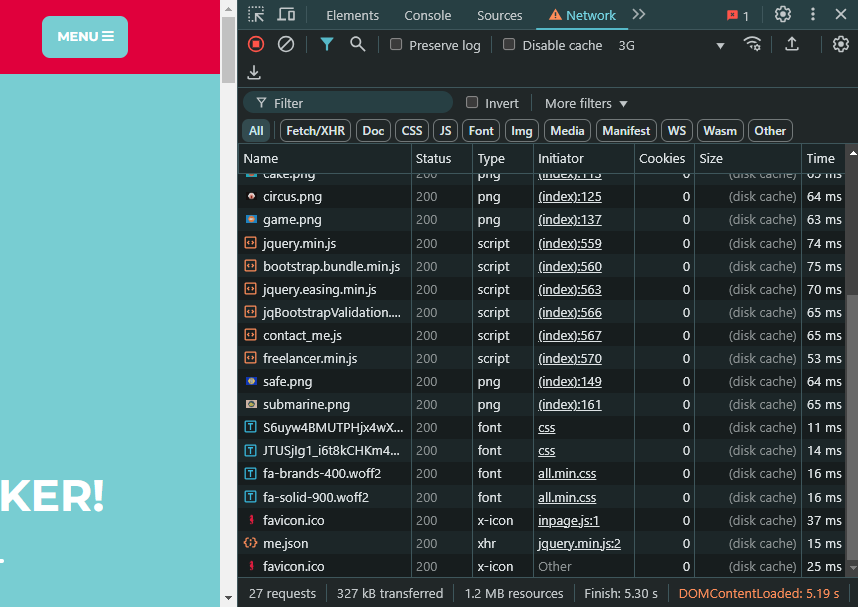 MENU
KER!
Elements Console Sources Network 1
Preserve log Disable cache 3G
Filter Invert More filters
All Fetch/XHR Doc CSS JS Font Img Media Manifest WS Wasm Other
Name Status Type Initiator Cookies Size Time
cake.png 200 png (index):113 0 (disk cache) 65 ms
circus.png 200 png (index):125 0 (disk cache) 64 ms
game.png 200 png (index):137 0 (disk cache) 63 ms
jquery.min.js 200 script (index):559 0 (disk cache) 74 ms
bootstrap.bundle.min.js 200 script (index):560 0 (disk cache) 75 ms
jquery.easing.min.js 200 script (index):563 0 (disk cache) 70 ms
jqBootstrapValidation.... 200 script (index):566 0 (disk cache) 65 ms
contact_me.js 200 script (index):567 0 (disk cache) 65 ms
freelancer.min.js 200 script (index):570 0 (disk cache) 53 ms
safe.png 200 png (index):149 0 (disk cache) 64 ms
submarine.png 200 png (index):161 0 (disk cache) 65 ms
S6uyw4BMUTPHjx4wX... 200 font css 0 (disk cache) 11 ms
JTUSjIg1_i6t8kCHKm4... 200 font css 0 (disk cache) 14 ms
fa-brands-400.woff2 200 font all.min.css 0 (disk cache) 16 ms
fa-solid-900.woff2 200 font all.min.css 0 (disk cache) 16 ms
favicon.ico 200 x-icon inpage.js:1 0 (disk cache) 37 ms
me.json 200 xhr jquery.min.js:2 0 (disk cache) 15 ms
favicon.ico 200 x-icon Other 0 (disk cache) 25 ms
27 requests 337 kB transferred 1.2 MB resources Finish: 5.30 s DOMContentLoaded: 5.19 s